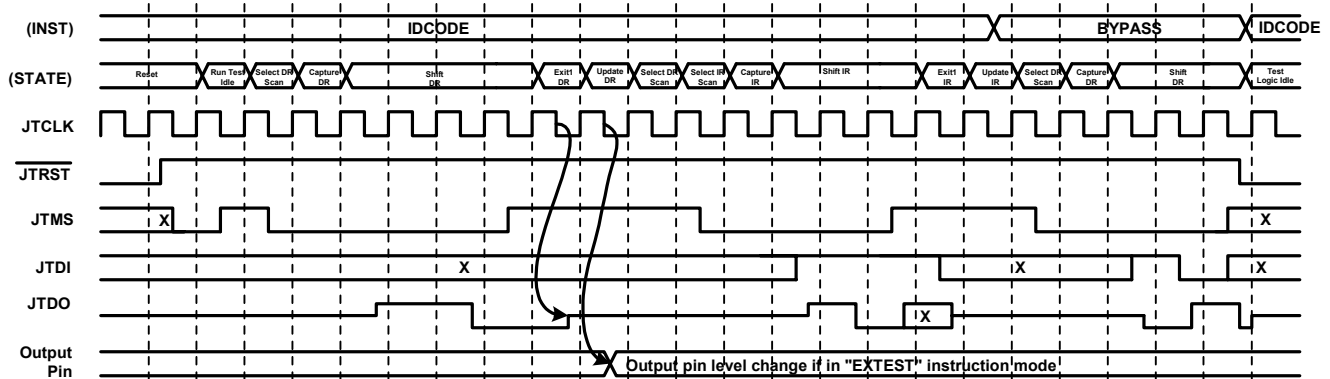 (INST) IDCODE BYPASS IDCODE
(STATE) Reset Run Test Idle Select DR Scan Capture DR Shift DR Exit1 DR Update DR Select DR Scan Select IR Scan Capture IR Shift IR Exit1 IR Update IR Select DR Scan Capture DR Shift DR Test Logic Idle
JTCLK
JTRST
JTMS X X
JTDI X X X
JTDO X
Output Pin Output pin level change if in "EXTEST" instruction mode